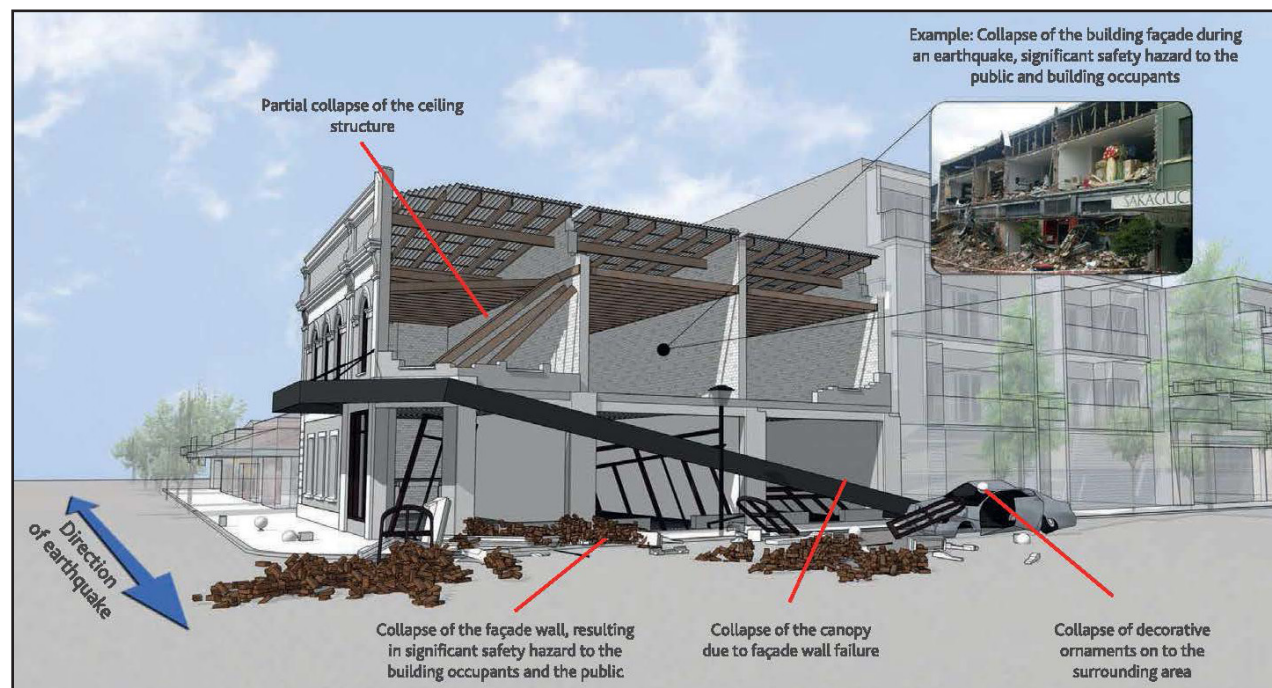 Example: Collapse of the building façade during
an earthquake, significant safety hazard to the
public and building occupants
Partial collapse of the ceiling
structure
SAKAGUC
Direction
of earthquake
Collapse of the façade wall, resulting
in significant safety hazard to the
building occupants and the public
Collapse of the canopy
due to façade wall failure
Collapse of decorative
ornaments on to the
surrounding area